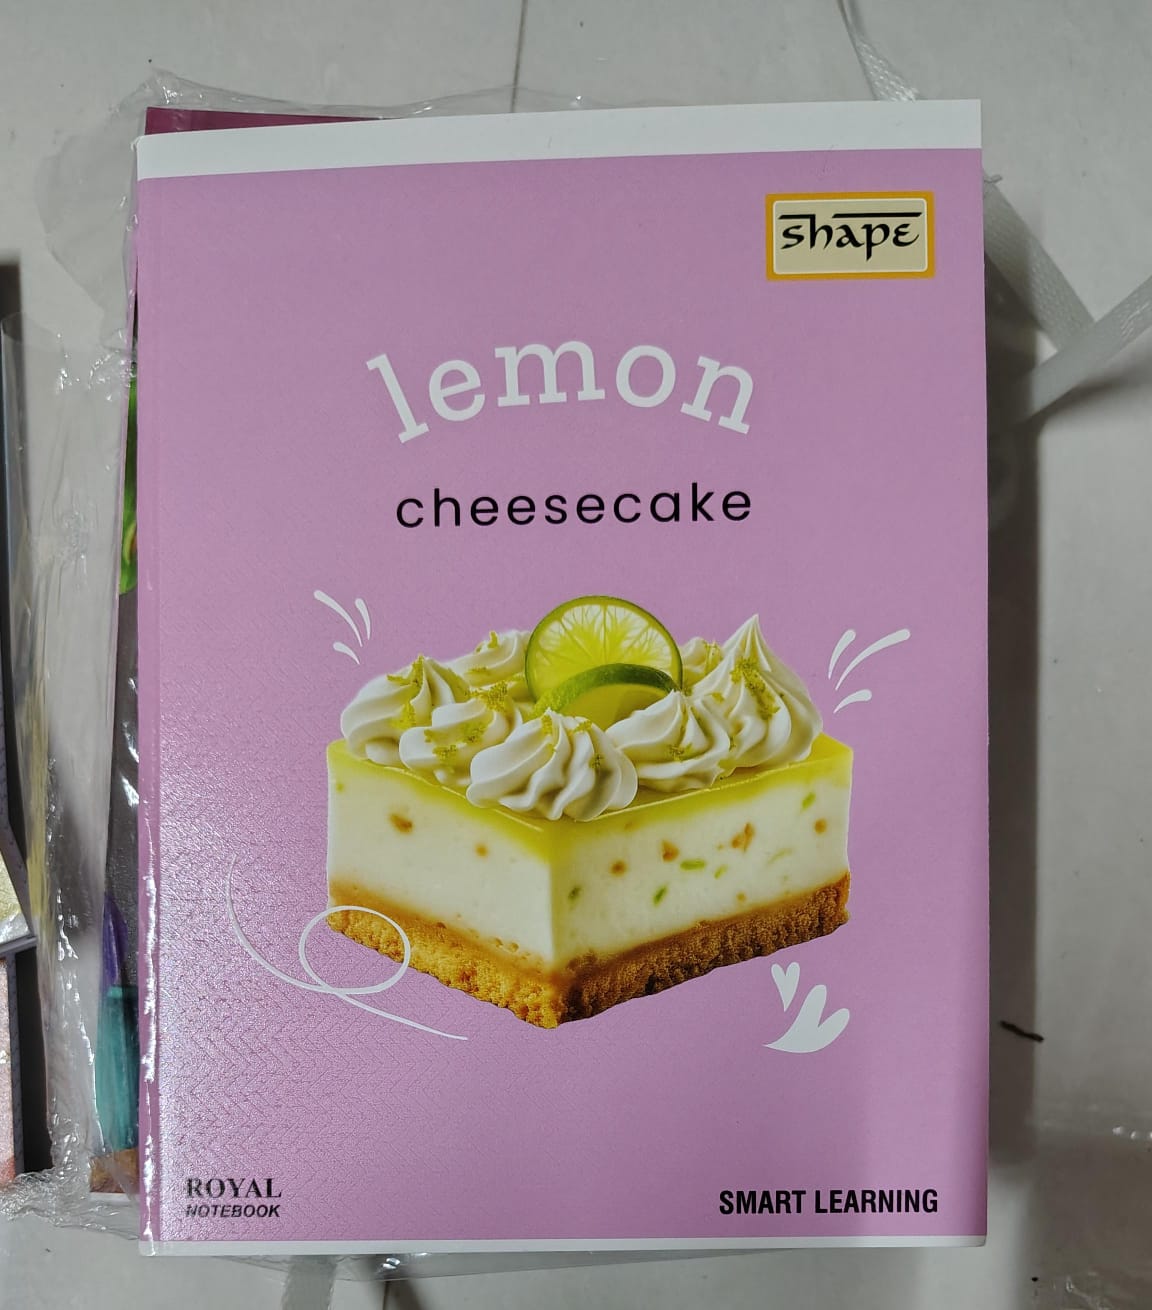 shape
lemon
cheesecake
ROYAL
NOTEBOOK
SMART LEARNING